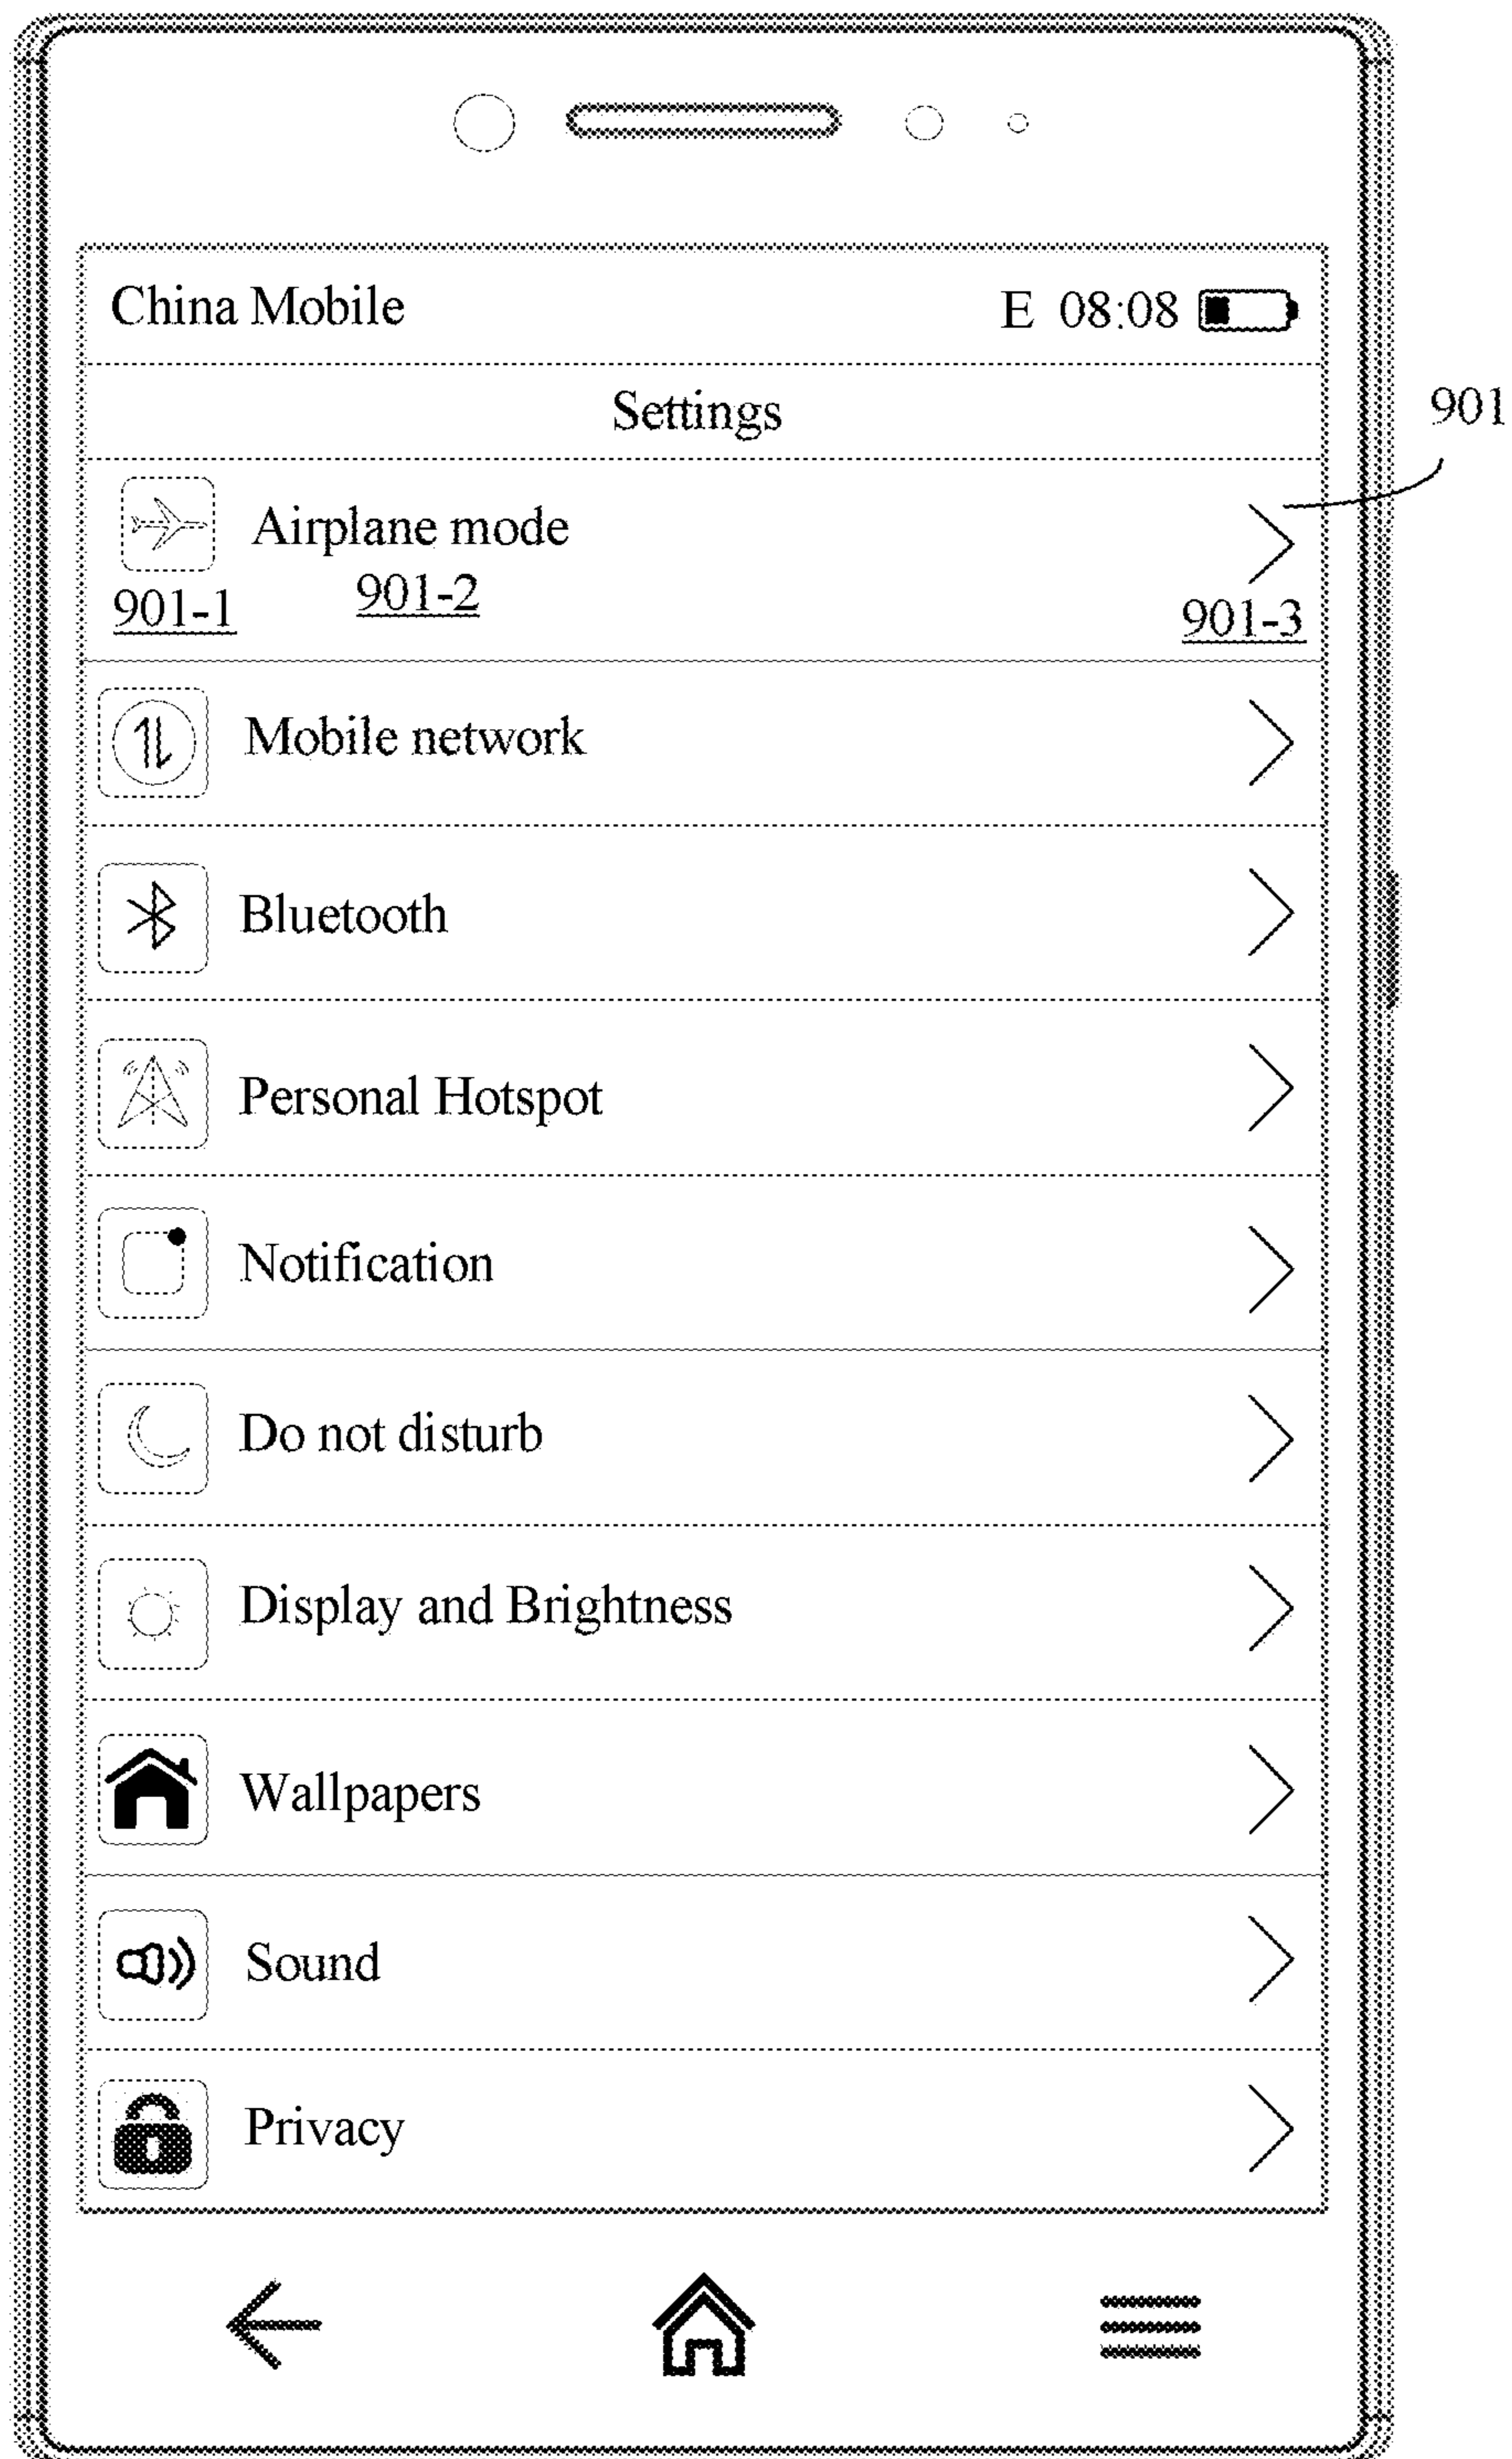 China Mobile E 08:08
Settings
901
Airplane mode
901-1 901-2 901-3
Mobile network
Bluetooth
Personal Hotspot
Notification
Do not disturb
Display and Brightness
Wallpapers
Sound
Privacy